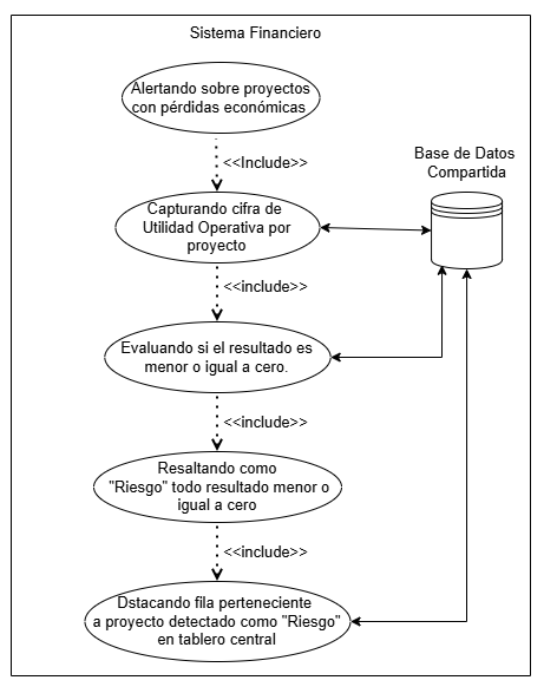 Sistema Financiero
Alertando sobre proyectos
con pérdidas económicas
<<Include>>
Base de Datos
Compartida
Capturando cifra de
Utilidad Operativa por
proyecto
<<include>>
Evaluando si el resultado es
menor o igual a cero.
<<include>>
Resaltando como
"Riesgo" todo resultado menor o
igual a cero
<<include>>
Dstacando fila perteneciente
a proyecto detectado como "Riesgo"
en tablero central